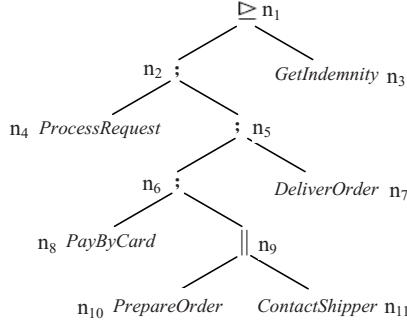 ⊵ n1
n2 ;
GetIndemnity n3
n4 ProcessRequest
; n5
n6 ;
DeliverOrder n7
n8 PayByCard
|| n9
n10 PrepareOrder ContactShipper n11